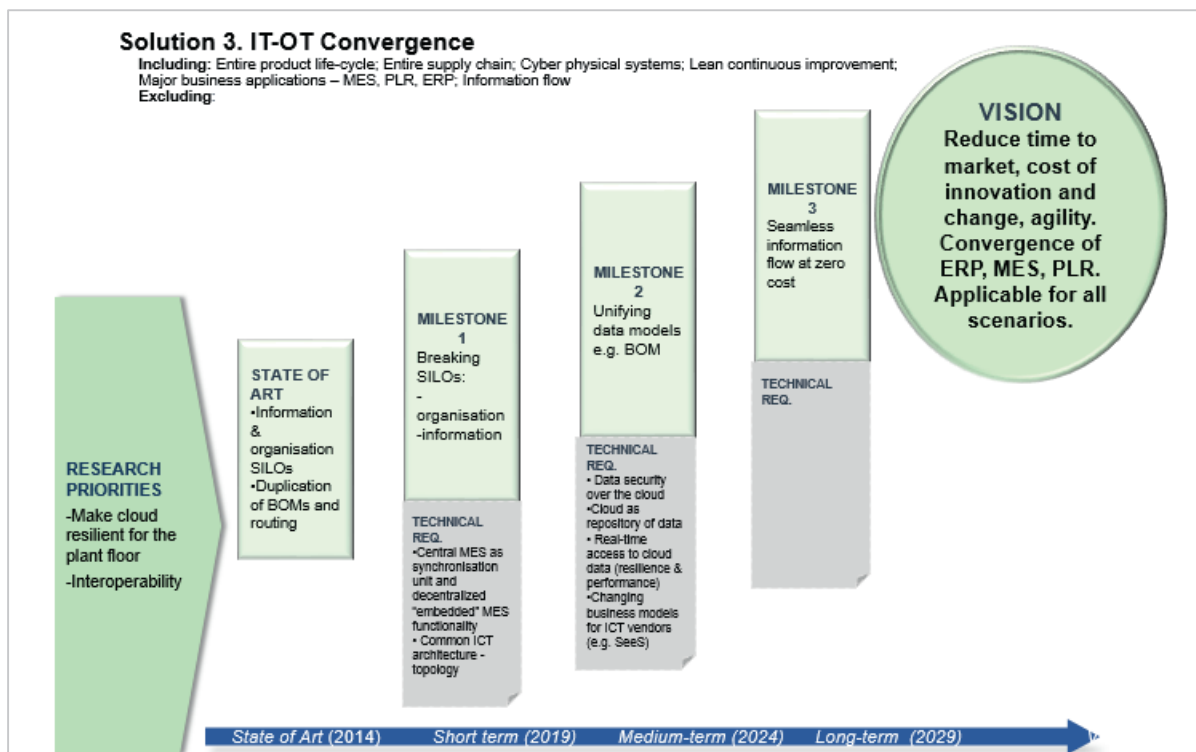 Solution 3. IT-OT Convergence
Including: Entire product life-cycle; Entire supply chain; Cyber physical systems; Lean continuous improvement;
Major business applications – MES, PLR, ERP; Information flow
Excluding:
RESEARCH
PRIORITIES
-Make cloud
resilient for the
plant floor
-Interoperability
STATE OF
ART
•Information
&
organisation
SILOs
•Duplication
of BOMs and
routing
MILESTONE
1
Breaking
SILOs:
-
organisation
-information
TECHNICAL
REQ.
•Central MES as
synchronisation
unit and
decentralized
“embedded” MES
functionality
• Common ICT
architecture -
topology
MILESTONE
2
Unifying
data models
e.g. BOM
TECHNICAL
REQ.
• Data security
over the cloud
•Cloud as
repository of data
• Real-time
access to cloud
data (resilience &
performance)
•Changing
business models
for ICT vendors
(e.g. SeeS)
MILESTONE
3
Seamless
information
flow at zero
cost
TECHNICAL
REQ.
VISION
Reduce time to
market, cost of
innovation and
change, agility.
Convergence of
ERP, MES, PLR.
Applicable for all
scenarios.
State of Art (2014) Short term (2019) Medium-term (2024) Long-term (2029)